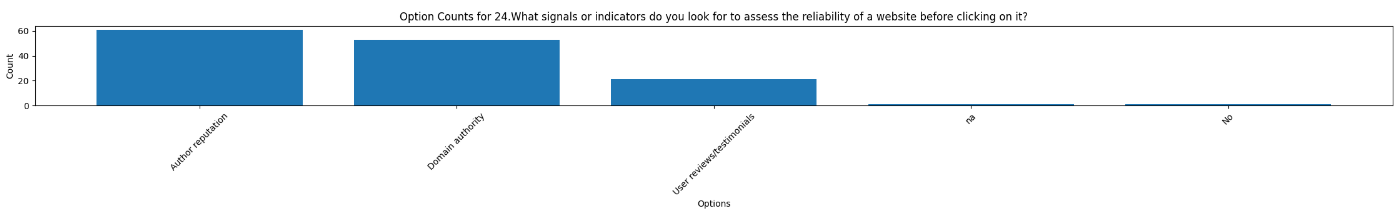 Option Counts for 24.What signals or indicators do you look for to assess the reliability of a website before clicking on it?
60
40
20
0
Count
Author reputation
Domain authority
User reviews/testimonials
na
No
Options